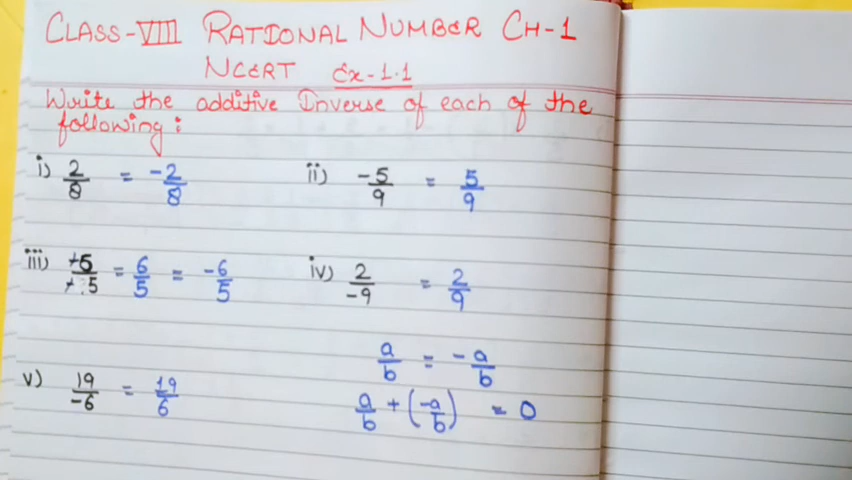 CLASS-VIII RATIONAL NUMBER CH-1
NCERT Ex-1.1
Write the additive Inverse of each of the
following:
i) 2/8 = -2/8 ii) -5/9 = 5/9
iii) = 6/5 = -6/5 iv) 2/-9 = 2/9
a/b = -a/b
v) 19/-6 = 19/6
a/b + (-a/b) = 0